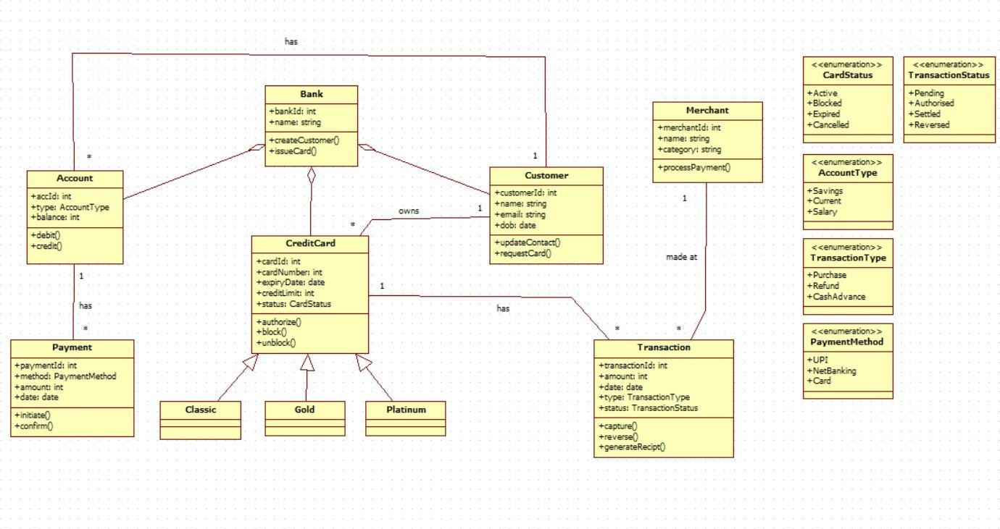 has
Bank
+bankId: int
+name: string
+createCustomer()
+issueCard()
*
Account
+accId: int
+type: AccountType
+balance: int
+debit()
+credit()
1
Customer
+customerId: int
+name: string
+email: string
+dob: date
+updateContact()
+requestCard()
owns
1
*
CreditCard
+cardId: int
+cardNumber: int
+expiryDate: date
+creditLimit: int
+status: CardStatus
+authorize()
+block()
+unblock()
Merchant
+merchantId: int
+name: string
+category: string
+processPayment()
1
made at
*
1
has
*
1
has
*
Payment
+paymentId: int
+method: PaymentMethod
+amount: int
+date: date
+initiate()
+confirm()
Classic
Gold
Platinum
Transaction
+transactionId: int
+amount: int
+date: date
+type: TransactionType
+status: TransactionStatus
+capture()
+reverse()
+generateRecipt()
<<enumeration>>
CardStatus
+Active
+Blocked
+Expired
+Cancelled
<<enumeration>>
TransactionStatus
+Pending
+Authorised
+Settled
+Reversed
<<enumeration>>
AccountType
+Savings
+Current
+Salary
<<enumeration>>
TransactionType
+Purchase
+Refund
+CashAdvance
<<enumeration>>
PaymentMethod
+UPI
+NetBanking
+Card